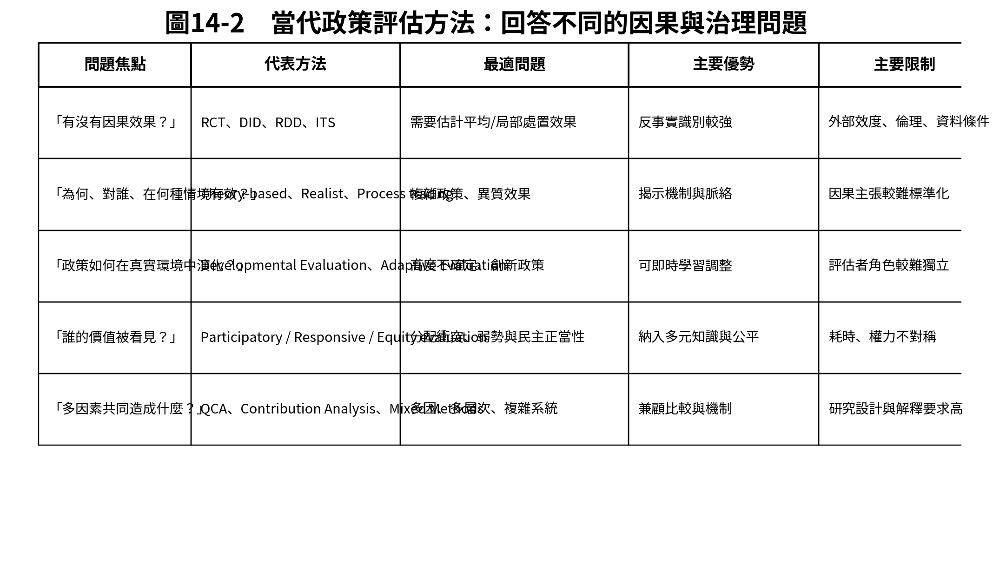 圖14-2　當代政策評估方法：回答不同的因果與治理問題
問題焦點 代表方法 最適問題 主要優勢 主要限制
「有沒有因果效果？」 RCT、DID、RDD、ITS 需要估計平均/局部處置效果 反事實識別較強 外部效度、倫理、資料條件
「為何、對誰、在何種情境有效？」 Theory-based、Realist、Process tracing 複雜政策、異質效果 揭示機制與脈絡 因果主張較難標準化
「政策如何在真實環境中演化？」 Developmental Evaluation、Adaptive Evaluation 高度不確定、創新政策 可即時學習調整 評估者角色較難獨立
「誰的價值被看見？」 Participatory / Responsive / Equity evaluation 分配衝突、弱勢與民主正當性 納入多元知識與公平 耗時、權力不對稱
「多因素共同造成什麼？」 QCA、Contribution Analysis、Mixed Methods 多因、多層次、複雜系統 兼顧比較與機制 研究設計與解釋要求高